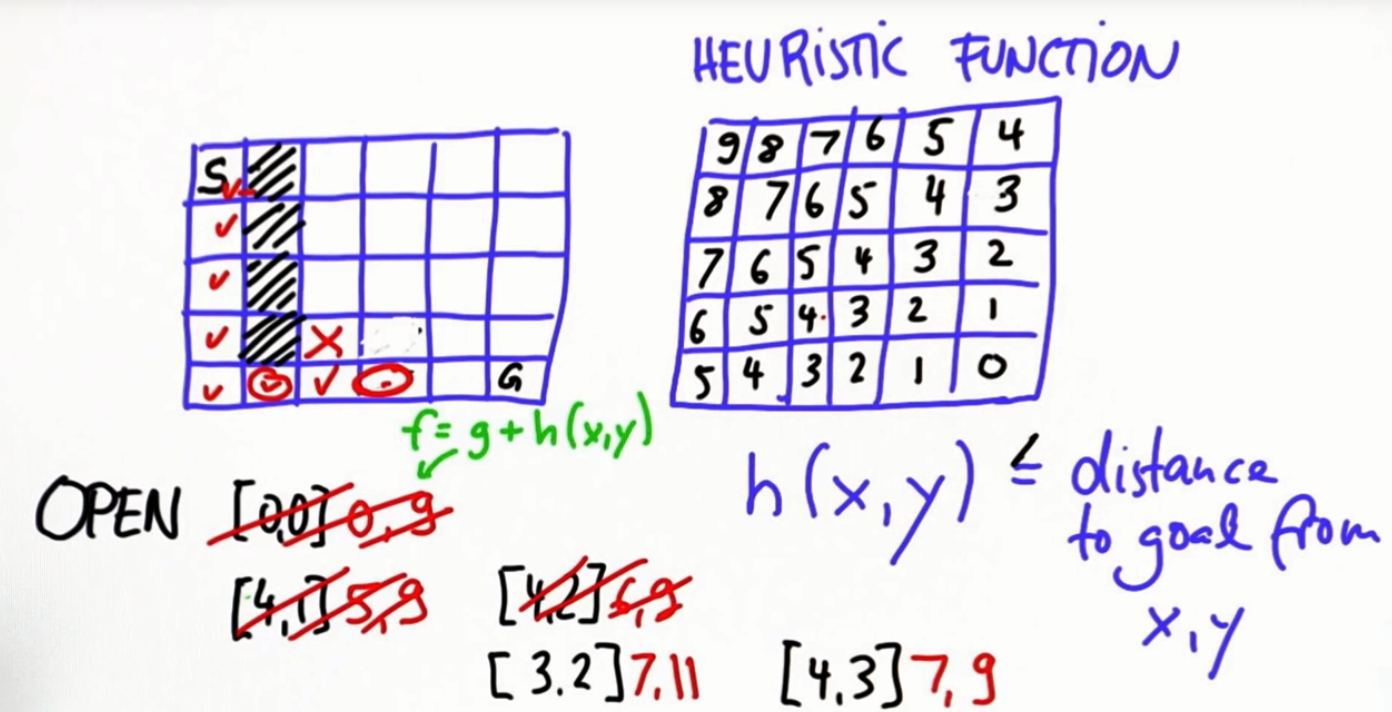 HEURISTIC FUNCTION
S
G
9 8 7 6 5 4
8 7 6 5 4 3
7 6 5 4 3 2
6 5 4 3 2 1
5 4 3 2 1 0
f = g + h(x,y)
h(x,y) ≤ distance
to goal from
x,y
OPEN [0,0] 0,9
[4,1] 5,9 [4,2] 6,9
[3.2] 7,11 [4,3] 7,9